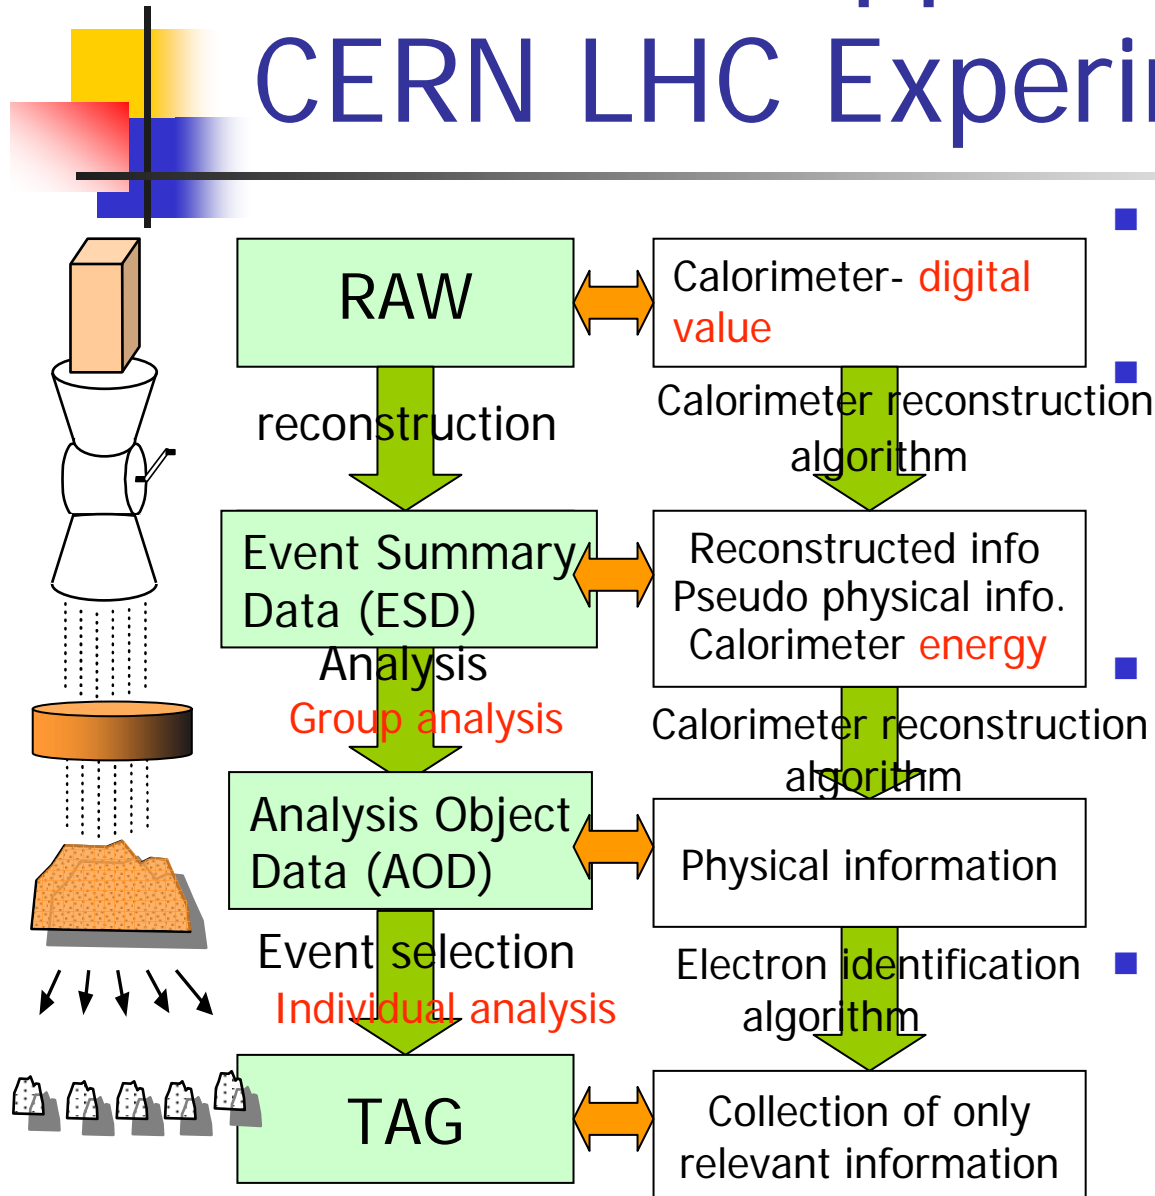 CERN LHC
RAW
Calorimeter- digital
value
reconstruction
Calorimeter reconstruction
algorithm
Event Summary
Data (ESD)
Reconstructed info
Pseudo physical info.
Calorimeter energy
Analysis
Group analysis
Calorimeter reconstruction
algorithm
Analysis Object
Data (AOD)
Physical information
Event selection
Individual analysis
Electron identification
algorithm
TAG
Collection of only
relevant information